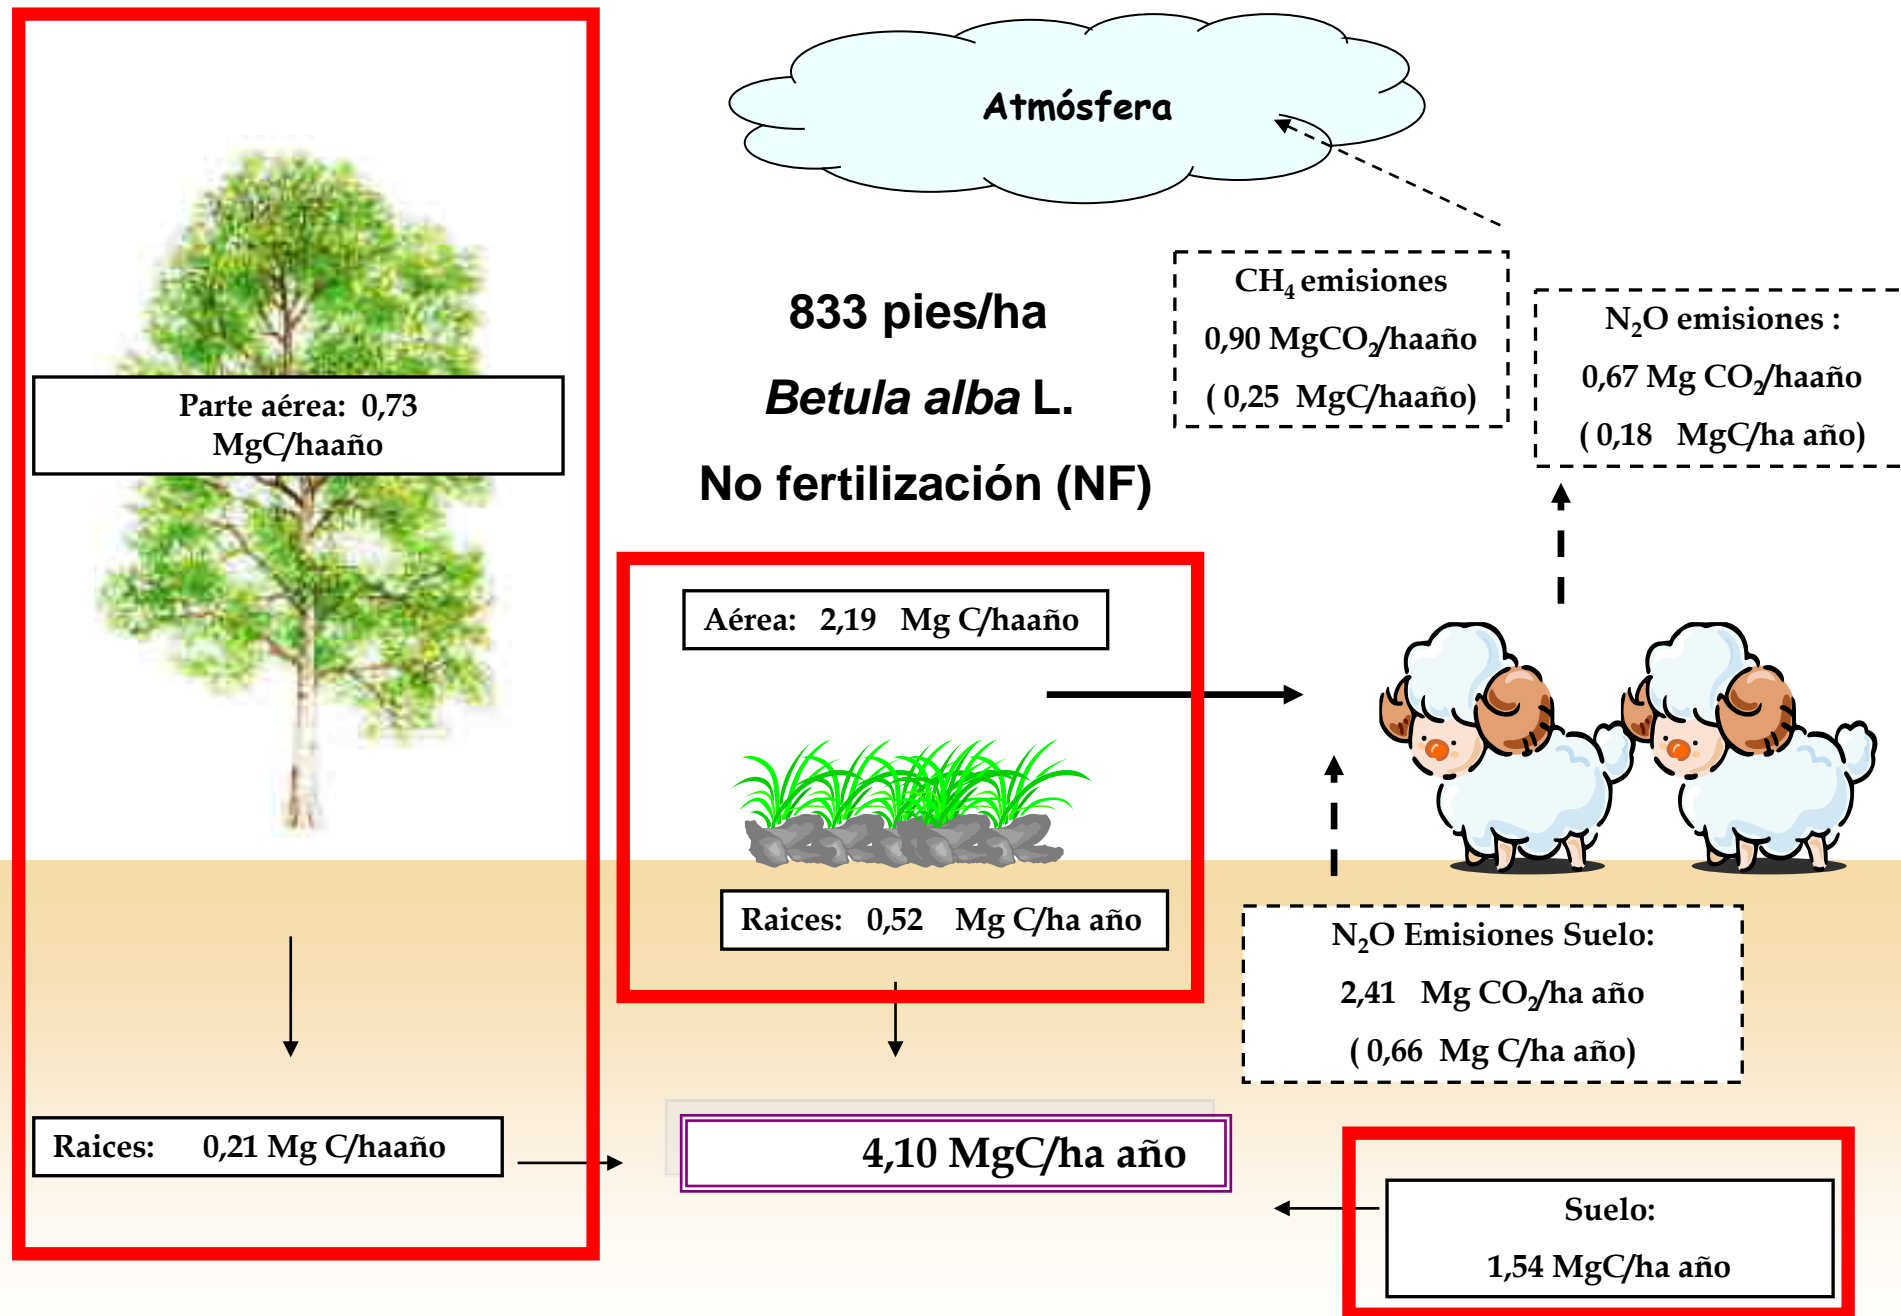 Atmósfera
833 pies/ha
Betula alba L.
No fertilización (NF)
CH₄ emisiones
0,90 MgCO₂/haaño
( 0,25 MgC/haaño)
N₂O emisiones :
0,67 Mg CO₂/haaño
( 0,18 MgC/ha año)
Parte aérea: 0,73
MgC/haaño
Aérea: 2,19 Mg C/haaño
Raices: 0,52 Mg C/ha año
N₂O Emisiones Suelo:
2,41 Mg CO₂/ha año
( 0,66 Mg C/ha año)
Raices: 0,21 Mg C/haaño
4,10 MgC/ha año
Suelo:
1,54 MgC/ha año